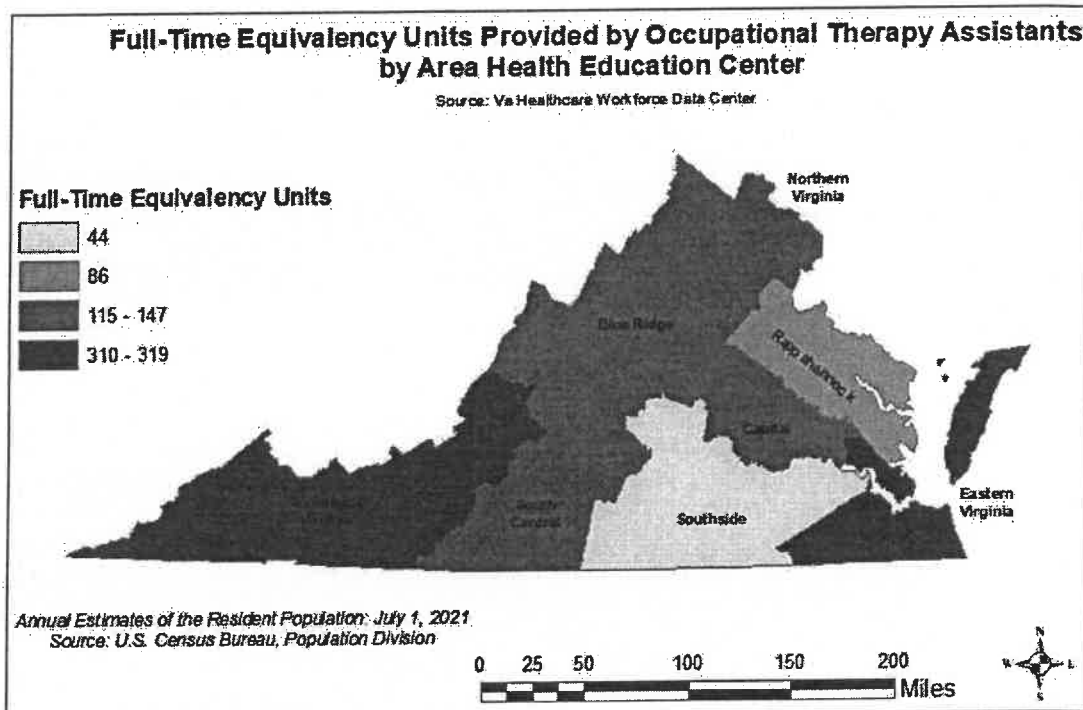 Full-Time Equivalency Units Provided by Occupational Therapy Assistants
by Area Health Education Center
Source: Va Healthcare Workforce Data Center
Full-Time Equivalency Units
44
86
115 - 147
310 - 319
Northern
Virginia
Blue Ridge
Rappahannock
Capital
Eastern
Virginia
Central
Southside
Annual Estimates of the Resident Population: July 1, 2021
Source: U.S. Census Bureau, Population Division
0 25 50 100 150 200
Miles
N
W
S